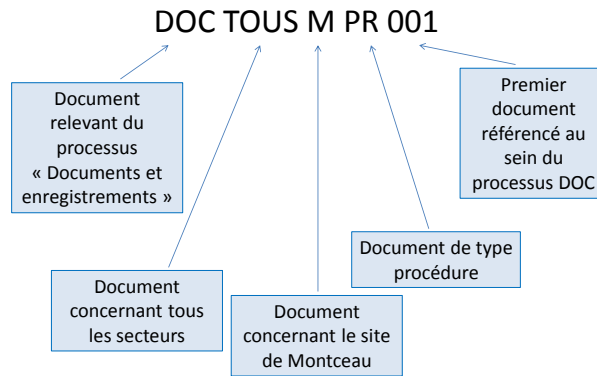 DOC TOUS M PR 001
Document
relevant du
processus
« Documents et
enregistrements »
Premier
document
référencé au
sein du
processus DOC
Document de type
procédure
Document
concernant tous
les secteurs
Document
concernant le site
de Montceau